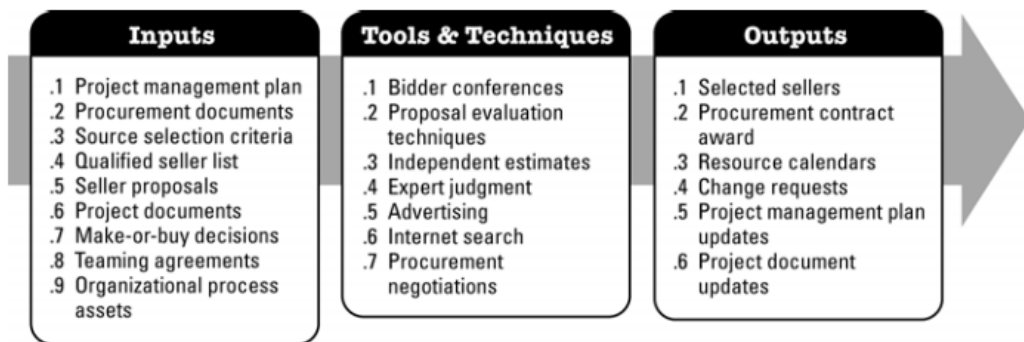 Inputs
.1 Project management plan
.2 Procurement documents
.3 Source selection criteria
.4 Qualified seller list
.5 Seller proposals
.6 Project documents
.7 Make-or-buy decisions
.8 Teaming agreements
.9 Organizational process
assets
Tools & Techniques
.1 Bidder conferences
.2 Proposal evaluation
techniques
.3 Independent estimates
.4 Expert judgment
.5 Advertising
.6 Internet search
.7 Procurement
negotiations
Outputs
.1 Selected sellers
.2 Procurement contract
award
.3 Resource calendars
.4 Change requests
.5 Project management plan
updates
.6 Project document
updates